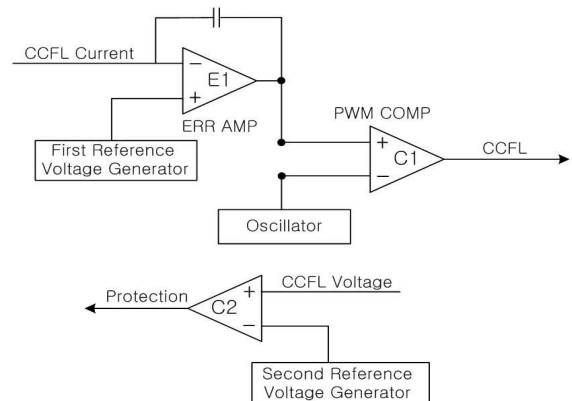 CCFL Current
−
E1
+
ERR AMP
First Reference
Voltage Generator
PWM COMP
+
C1
−
CCFL
Oscillator
Protection
C2
+
CCFL Voltage
−
Second Reference
Voltage Generator